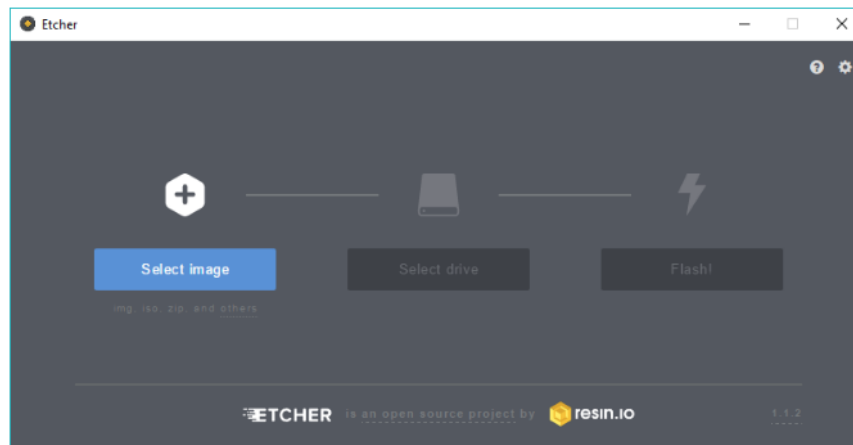 Etcher
Select image
Select drive
Flash!
img, iso, zip, and others
ETCHER is an open source project by resin.io
1.1.2